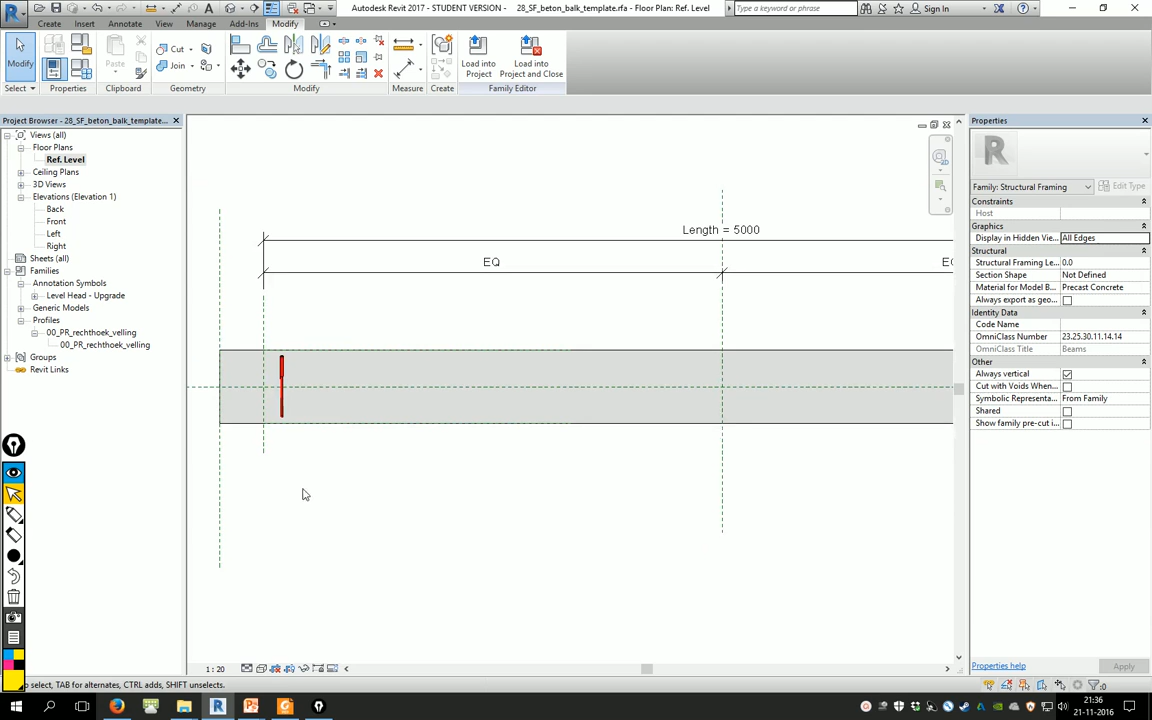 Autodesk Revit 2017 - STUDENT VERSION - 28_SF_beton_balk_template.rfa - Floor Plan: Ref. Level
Type a keyword or phrase
Sign In
Home
Insert
Annotate
View
Manage
Add-Ins
Modify
Modify
Paste
Cut
Join
Load into
Project
Load into
Project and Close
Select
Properties
Clipboard
Geometry
Modify
Measure
Create
Family Editor
Project Browser - 28_SF_beton_balk_template...
Views (all)
Floor Plans
Ref. Level
Ceiling Plans
3D Views
Elevations (Elevation 1)
Back
Front
Left
Right
Sheets (all)
Families
Annotation Symbols
Level Head - Upgrade
Generic Models
Profiles
00_PR_rechthoek_velling
00_PR_rechthoek_velling
Groups
Revit Links
Length = 5000
EQ
EQ
Properties
Family: Structural Framing
Edit Type
Constraints
Host
Graphics
Display in Hidden Vie... All Edges
Structural
Structural Framing Le... 0.0
Section Shape Not Defined
Material for Model B... Precast Concrete
Always export as geo...
Identity Data
Code Name
OmniClass Number 23.25.30.11.14.14
OmniClass Title Beams
Other
Always vertical
Cut with Voids When...
Symbolic Representa... From Family
Shared
Show family pre-cut i...
Properties help
Apply
1 : 20
to select, TAB for alternates, CTRL adds, SHIFT unselects.
:0
21:36
21-11-2016